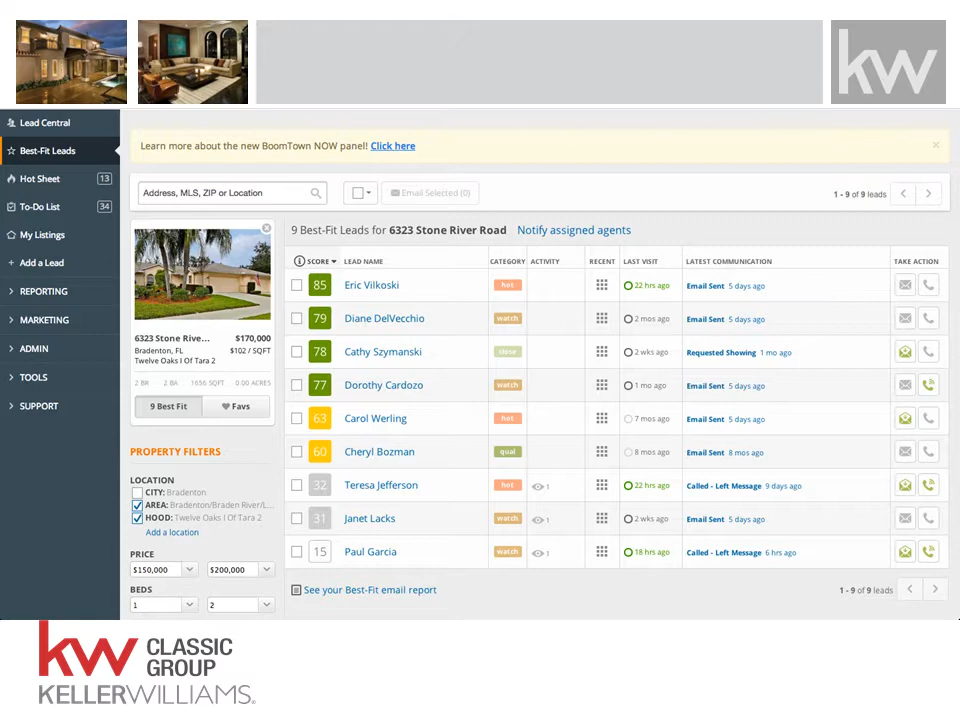 kw
Lead Central
Best-Fit Leads
Hot Sheet 13
To-Do List 34
My Listings
+ Add a Lead
REPORTING
MARKETING
ADMIN
TOOLS
SUPPORT
Learn more about the new BoomTown NOW panel! Click here
Address, MLS, ZIP or Location
Email Selected (0)
1 - 9 of 9 leads
6323 Stone Rive... $170,000
Bradenton, FL $102 / SQFT
Twelve Oaks I Of Tara 2
2 BR 2 BA 1656 SQFT 0.00 ACRES
9 Best Fit Favs
PROPERTY FILTERS
LOCATION
CITY: Bradenton
AREA: Bradenton/Braden River/L...
HOOD: Twelve Oaks I Of Tara 2
Add a location
PRICE
$150,000 $200,000
BEDS
1 2
9 Best-Fit Leads for 6323 Stone River Road Notify assigned agents
SCORE LEAD NAME CATEGORY ACTIVITY RECENT LAST VISIT LATEST COMMUNICATION TAKE ACTION
85 Eric Vilkoski hot 22 hrs ago Email Sent 5 days ago
79 Diane DelVecchio watch 2 mos ago Email Sent 5 days ago
78 Cathy Szymanski close 2 wks ago Requested Showing 1 mo ago
77 Dorothy Cardozo watch 1 mo ago Email Sent 5 days ago
63 Carol Werling hot 7 mos ago Email Sent 5 days ago
60 Cheryl Bozman qual 8 mos ago Email Sent 8 mos ago
32 Teresa Jefferson hot 1 22 hrs ago Called - Left Message 9 days ago
31 Janet Lacks watch 1 2 wks ago Email Sent 5 days ago
15 Paul Garcia watch 1 18 hrs ago Called - Left Message 6 hrs ago
See your Best-Fit email report
1 - 9 of 9 leads
kw CLASSIC
GROUP
KELLERWILLIAMS®